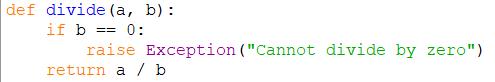 def divide(a, b):
    if b == 0:
        raise Exception("Cannot divide by zero")
    return a / b